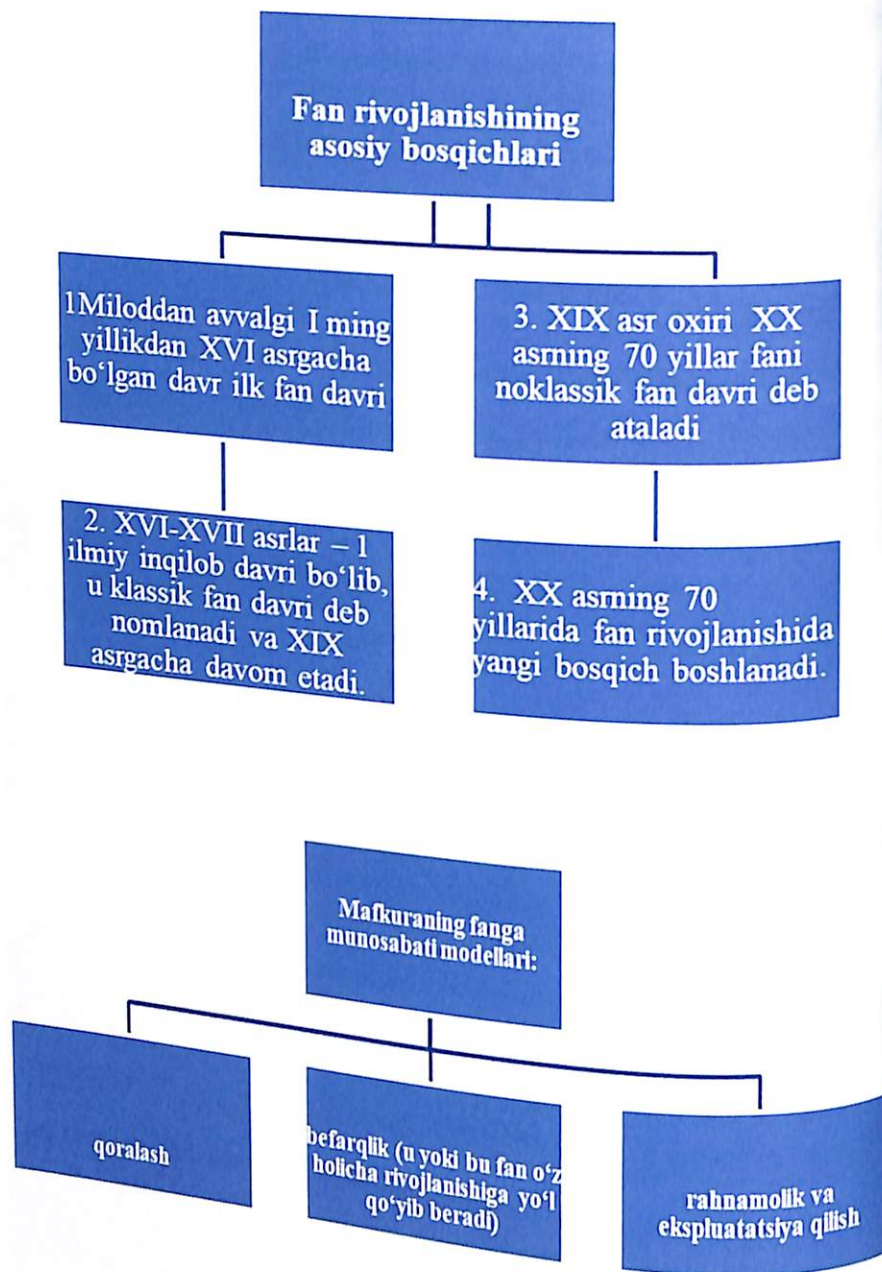 Fan rivojlanishining
asosiy bosqichlari
1Miloddan avvalgi I ming
yillikdan XVI asrgacha
bo‘lgan davr ilk fan davri
2. XVI-XVII asrlar – 1
ilmiy inqilob davri bo‘lib,
u klassik fan davri deb
nomlanadi va XIX
asrgacha davom etadi.
3. XIX asr oxiri XX
asrning 70 yillar fani
noklassik fan davri deb
ataladi
4. XX asrning 70
yillarida fan rivojlanishida
yangi bosqich boshlanadi.
Mafkuraning fanga
munosabati modellari:
qoralash
befarqlik (u yoki bu fan o‘z
holicha rivojlanishiga yo‘l
qo‘yib beradi)
rahnamolik va
ekspluatatsiya qilish